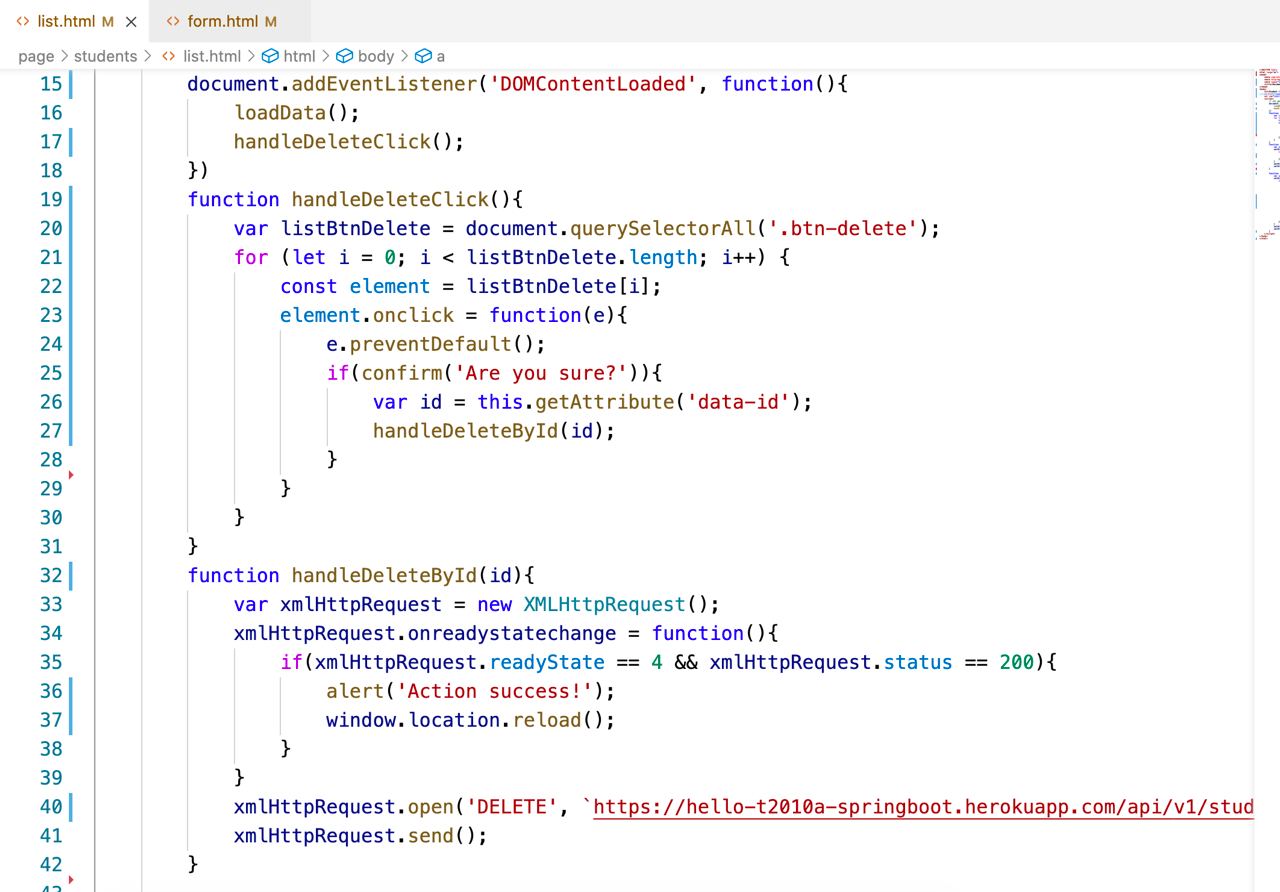 list.html M
form.html M
page > students > list.html > html > body > a
15 document.addEventListener('DOMContentLoaded', function(){
16 loadData();
17 handleDeleteClick();
18 })
19 function handleDeleteClick(){
20 var listBtnDelete = document.querySelectorAll('.btn-delete');
21 for (let i = 0; i < listBtnDelete.length; i++) {
22 const element = listBtnDelete[i];
23 element.onclick = function(e){
24 e.preventDefault();
25 if(confirm('Are you sure?')){
26 var id = this.getAttribute('data-id');
27 handleDeleteById(id);
28 }
29 }
30 }
31 }
32 function handleDeleteById(id){
33 var xmlHttpRequest = new XMLHttpRequest();
34 xmlHttpRequest.onreadystatechange = function(){
35 if(xmlHttpRequest.readyState == 4 && xmlHttpRequest.status == 200){
36 alert('Action success!');
37 window.location.reload();
38 }
39 }
40 xmlHttpRequest.open('DELETE', `https://hello-t2010a-springboot.herokuapp.com/api/v1/stud
41 xmlHttpRequest.send();
42 }